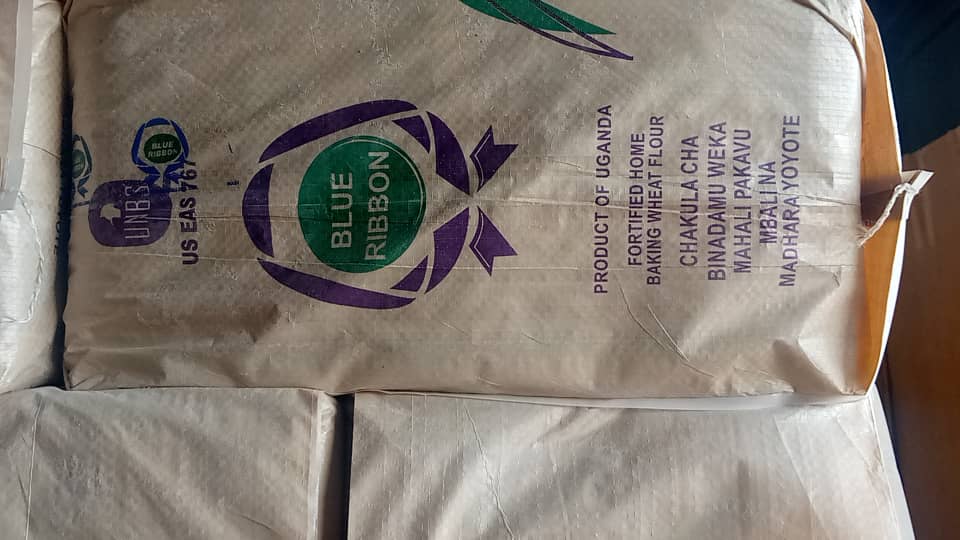 BLUE
RIBBON
UNBS
US EAS 767
BLUE
RIBBON
PRODUCT OF UGANDA
FORTIFIED HOME
BAKING WHEAT FLOUR
CHAKULA CHA
BINADAMU WEKA
MAHALI PAKAVU
MBALI NA
MADHARA YOYOTE